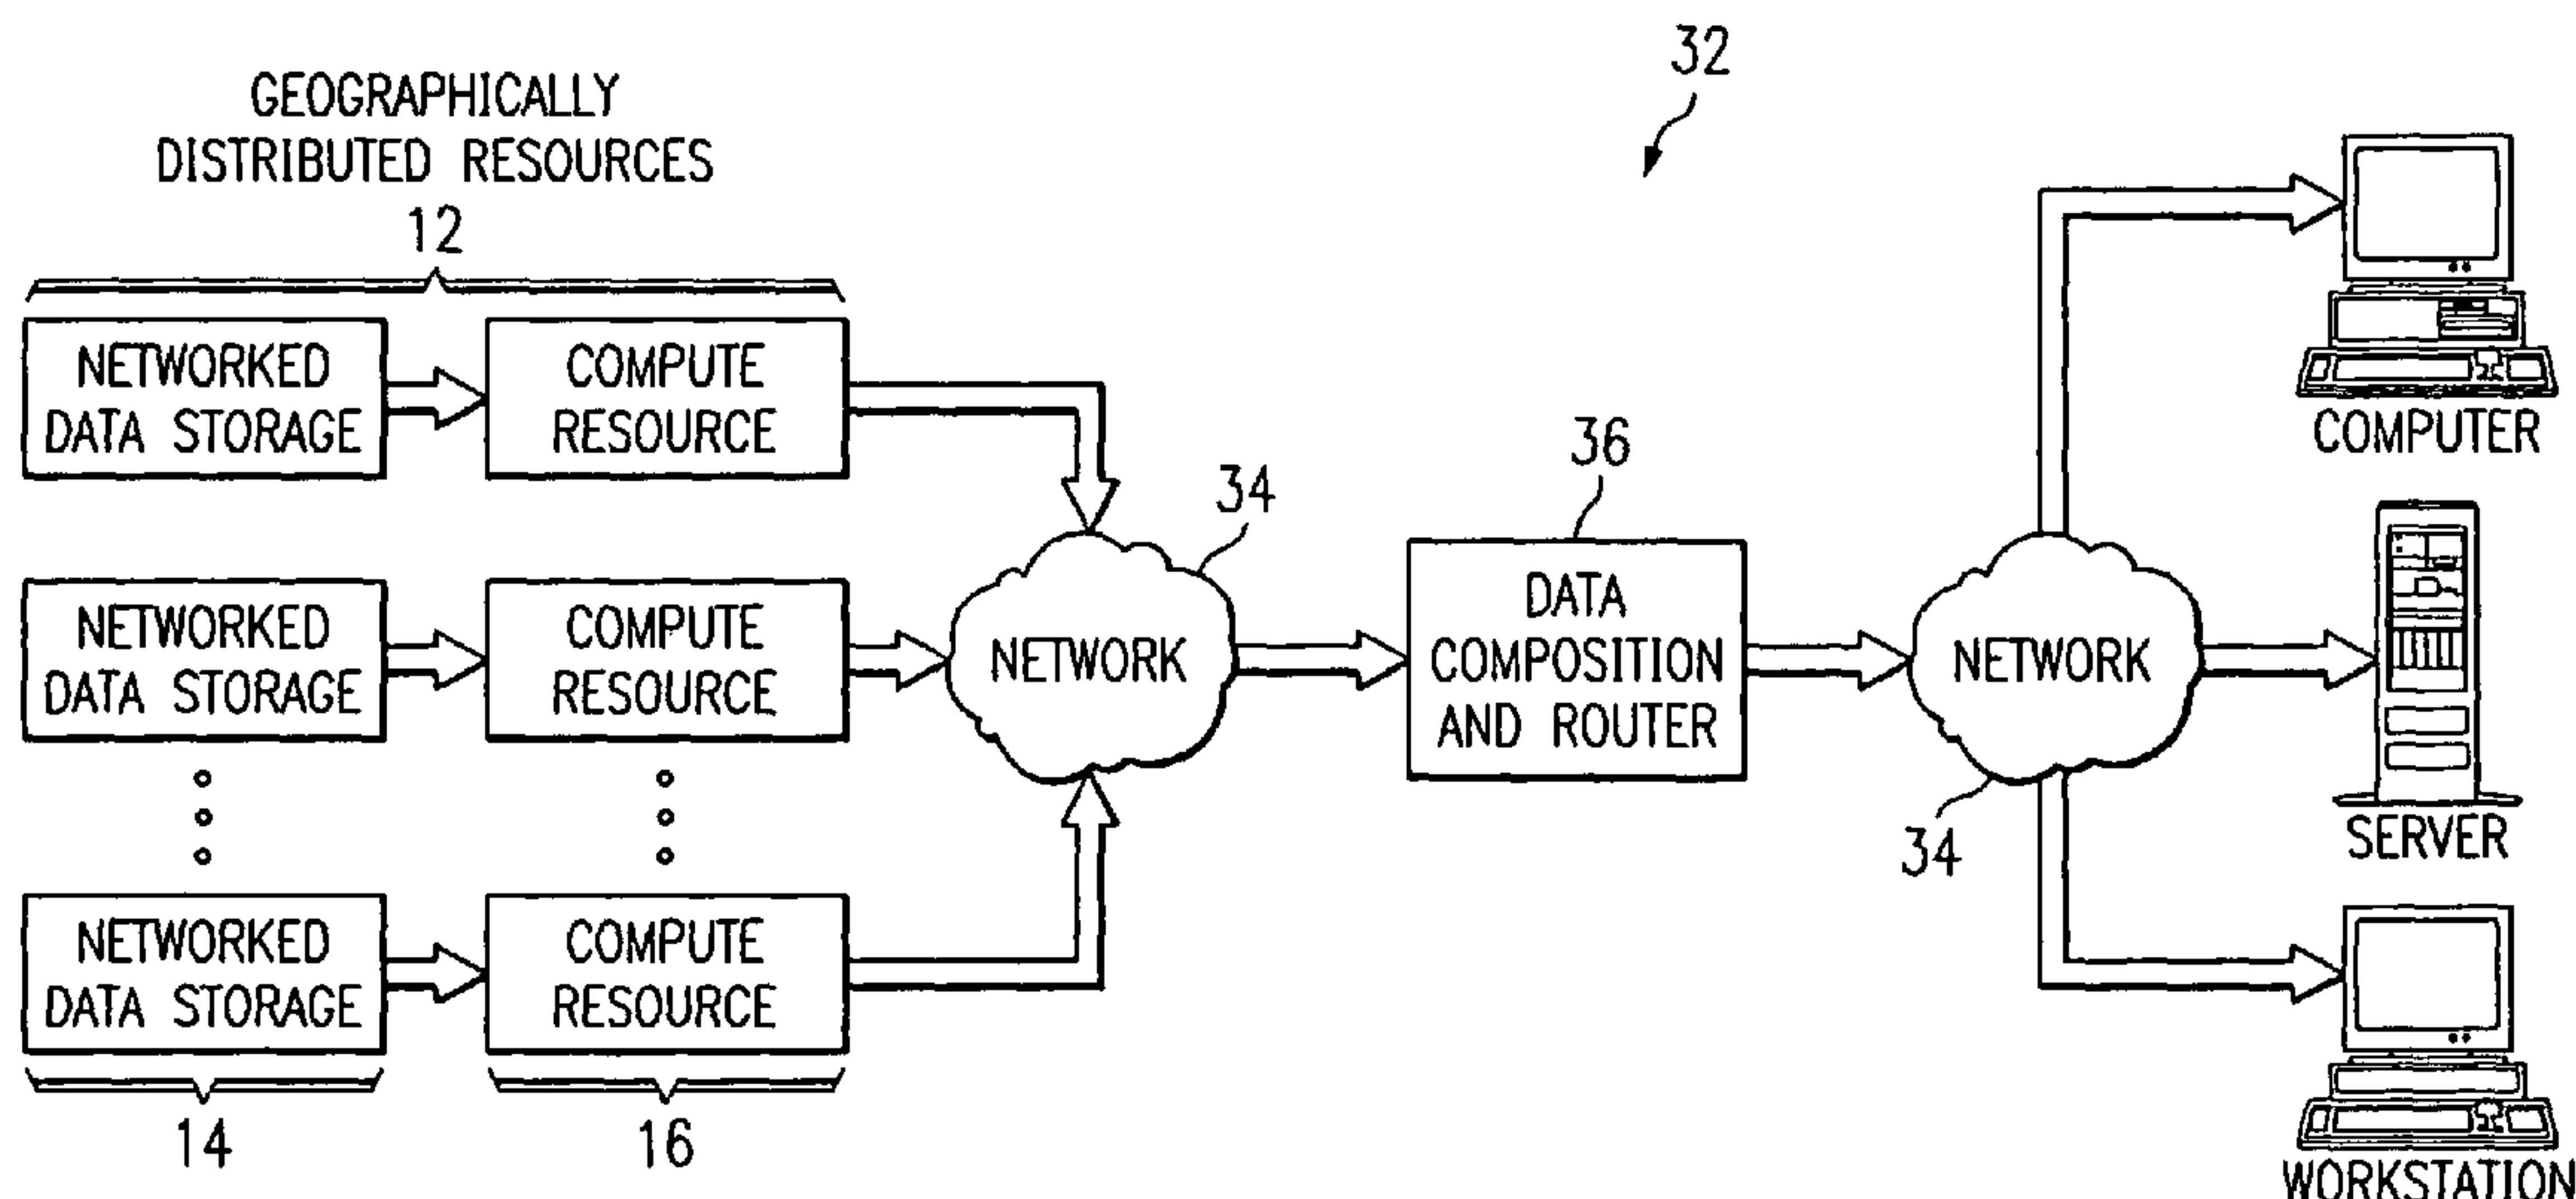 32
GEOGRAPHICALLY
DISTRIBUTED RESOURCES
12
NETWORKED
DATA STORAGE
COMPUTE
RESOURCE
COMPUTER
36
34
NETWORKED
DATA STORAGE
COMPUTE
RESOURCE
NETWORK
DATA
COMPOSITION
AND ROUTER
NETWORK
34
SERVER
NETWORKED
DATA STORAGE
COMPUTE
RESOURCE
14
16
WORKSTATION